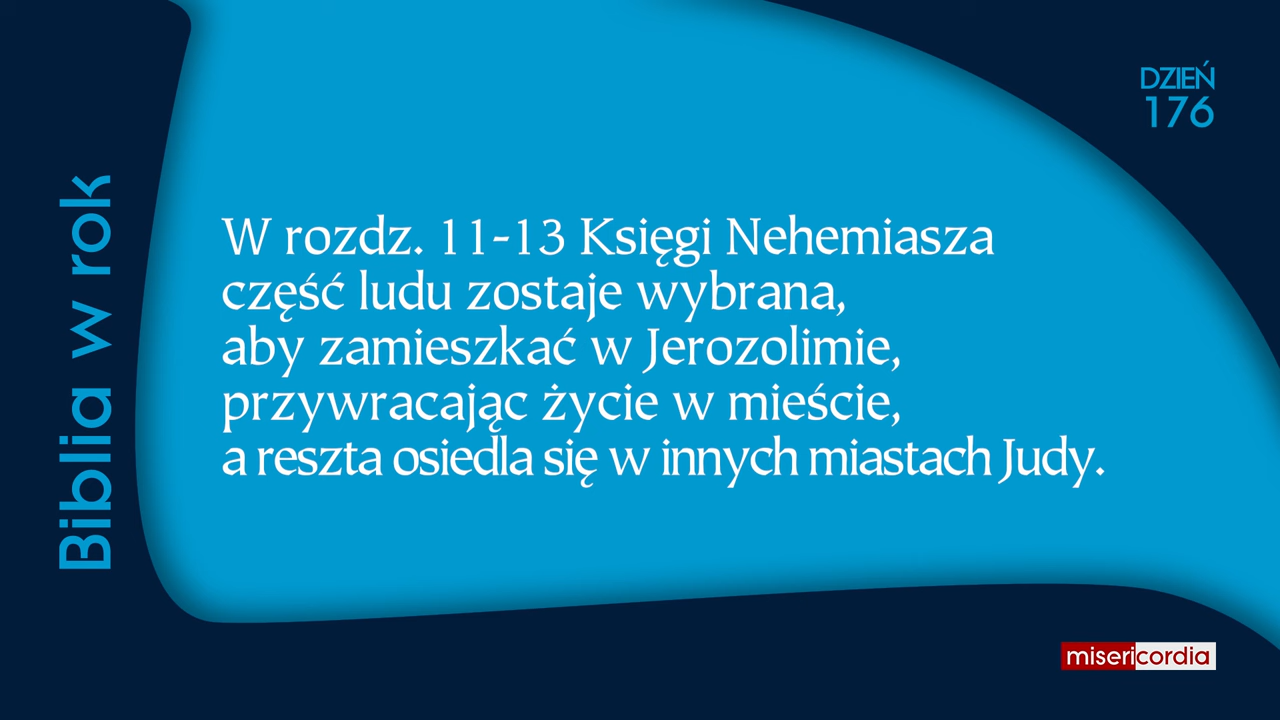 Biblia w rok
DZIEŃ
176
W rozdz. 11-13 Księgi Nehemiasza
część ludu zostaje wybrana,
aby zamieszkać w Jerozolimie,
przywracając życie w mieście,
a reszta osiedla się w innych miastach Judy.
misericordia